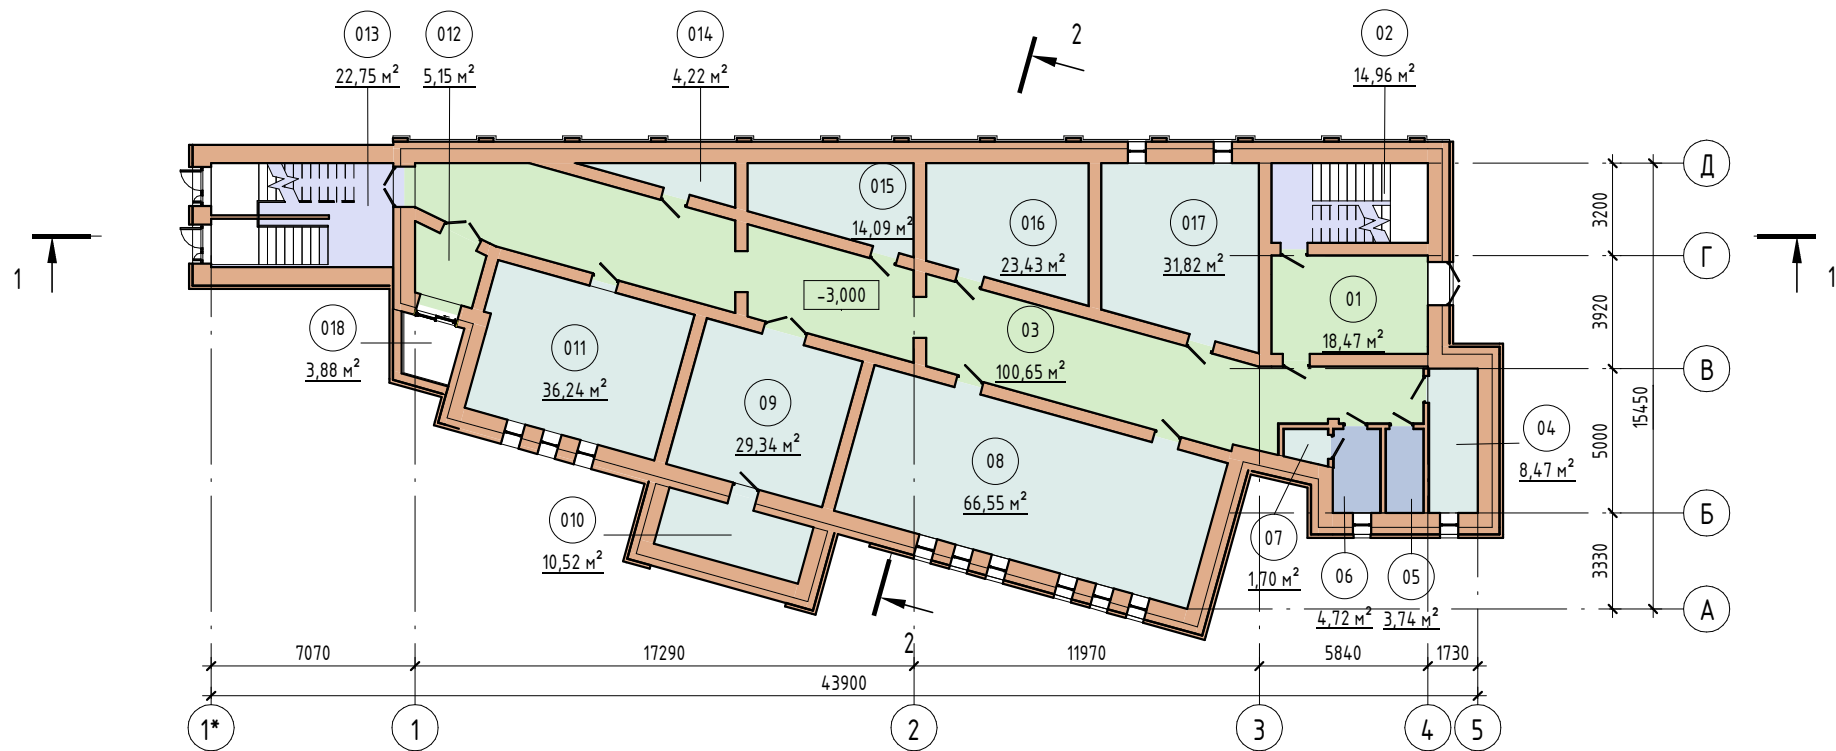 013
22,75 м²
012
5,15 м²
014
4,22 м²
2
02
14,96 м²
Д
3200
1
015
14,09 м²
016
23,43 м²
017
31,82 м²
Г
1
-3,000
01
18,47 м²
3920
018
3,88 м²
011
36,24 м²
03
100,65 м²
В
15450
09
29,34 м²
08
66,55 м²
04
8,47 м²
5000
010
10,52 м²
07
1,70 м²
06
4,72 м²
05
3,74 м²
Б
3330
А
2
7070
17290
11970
5840
1730
43900
1*
1
2
3
4
5